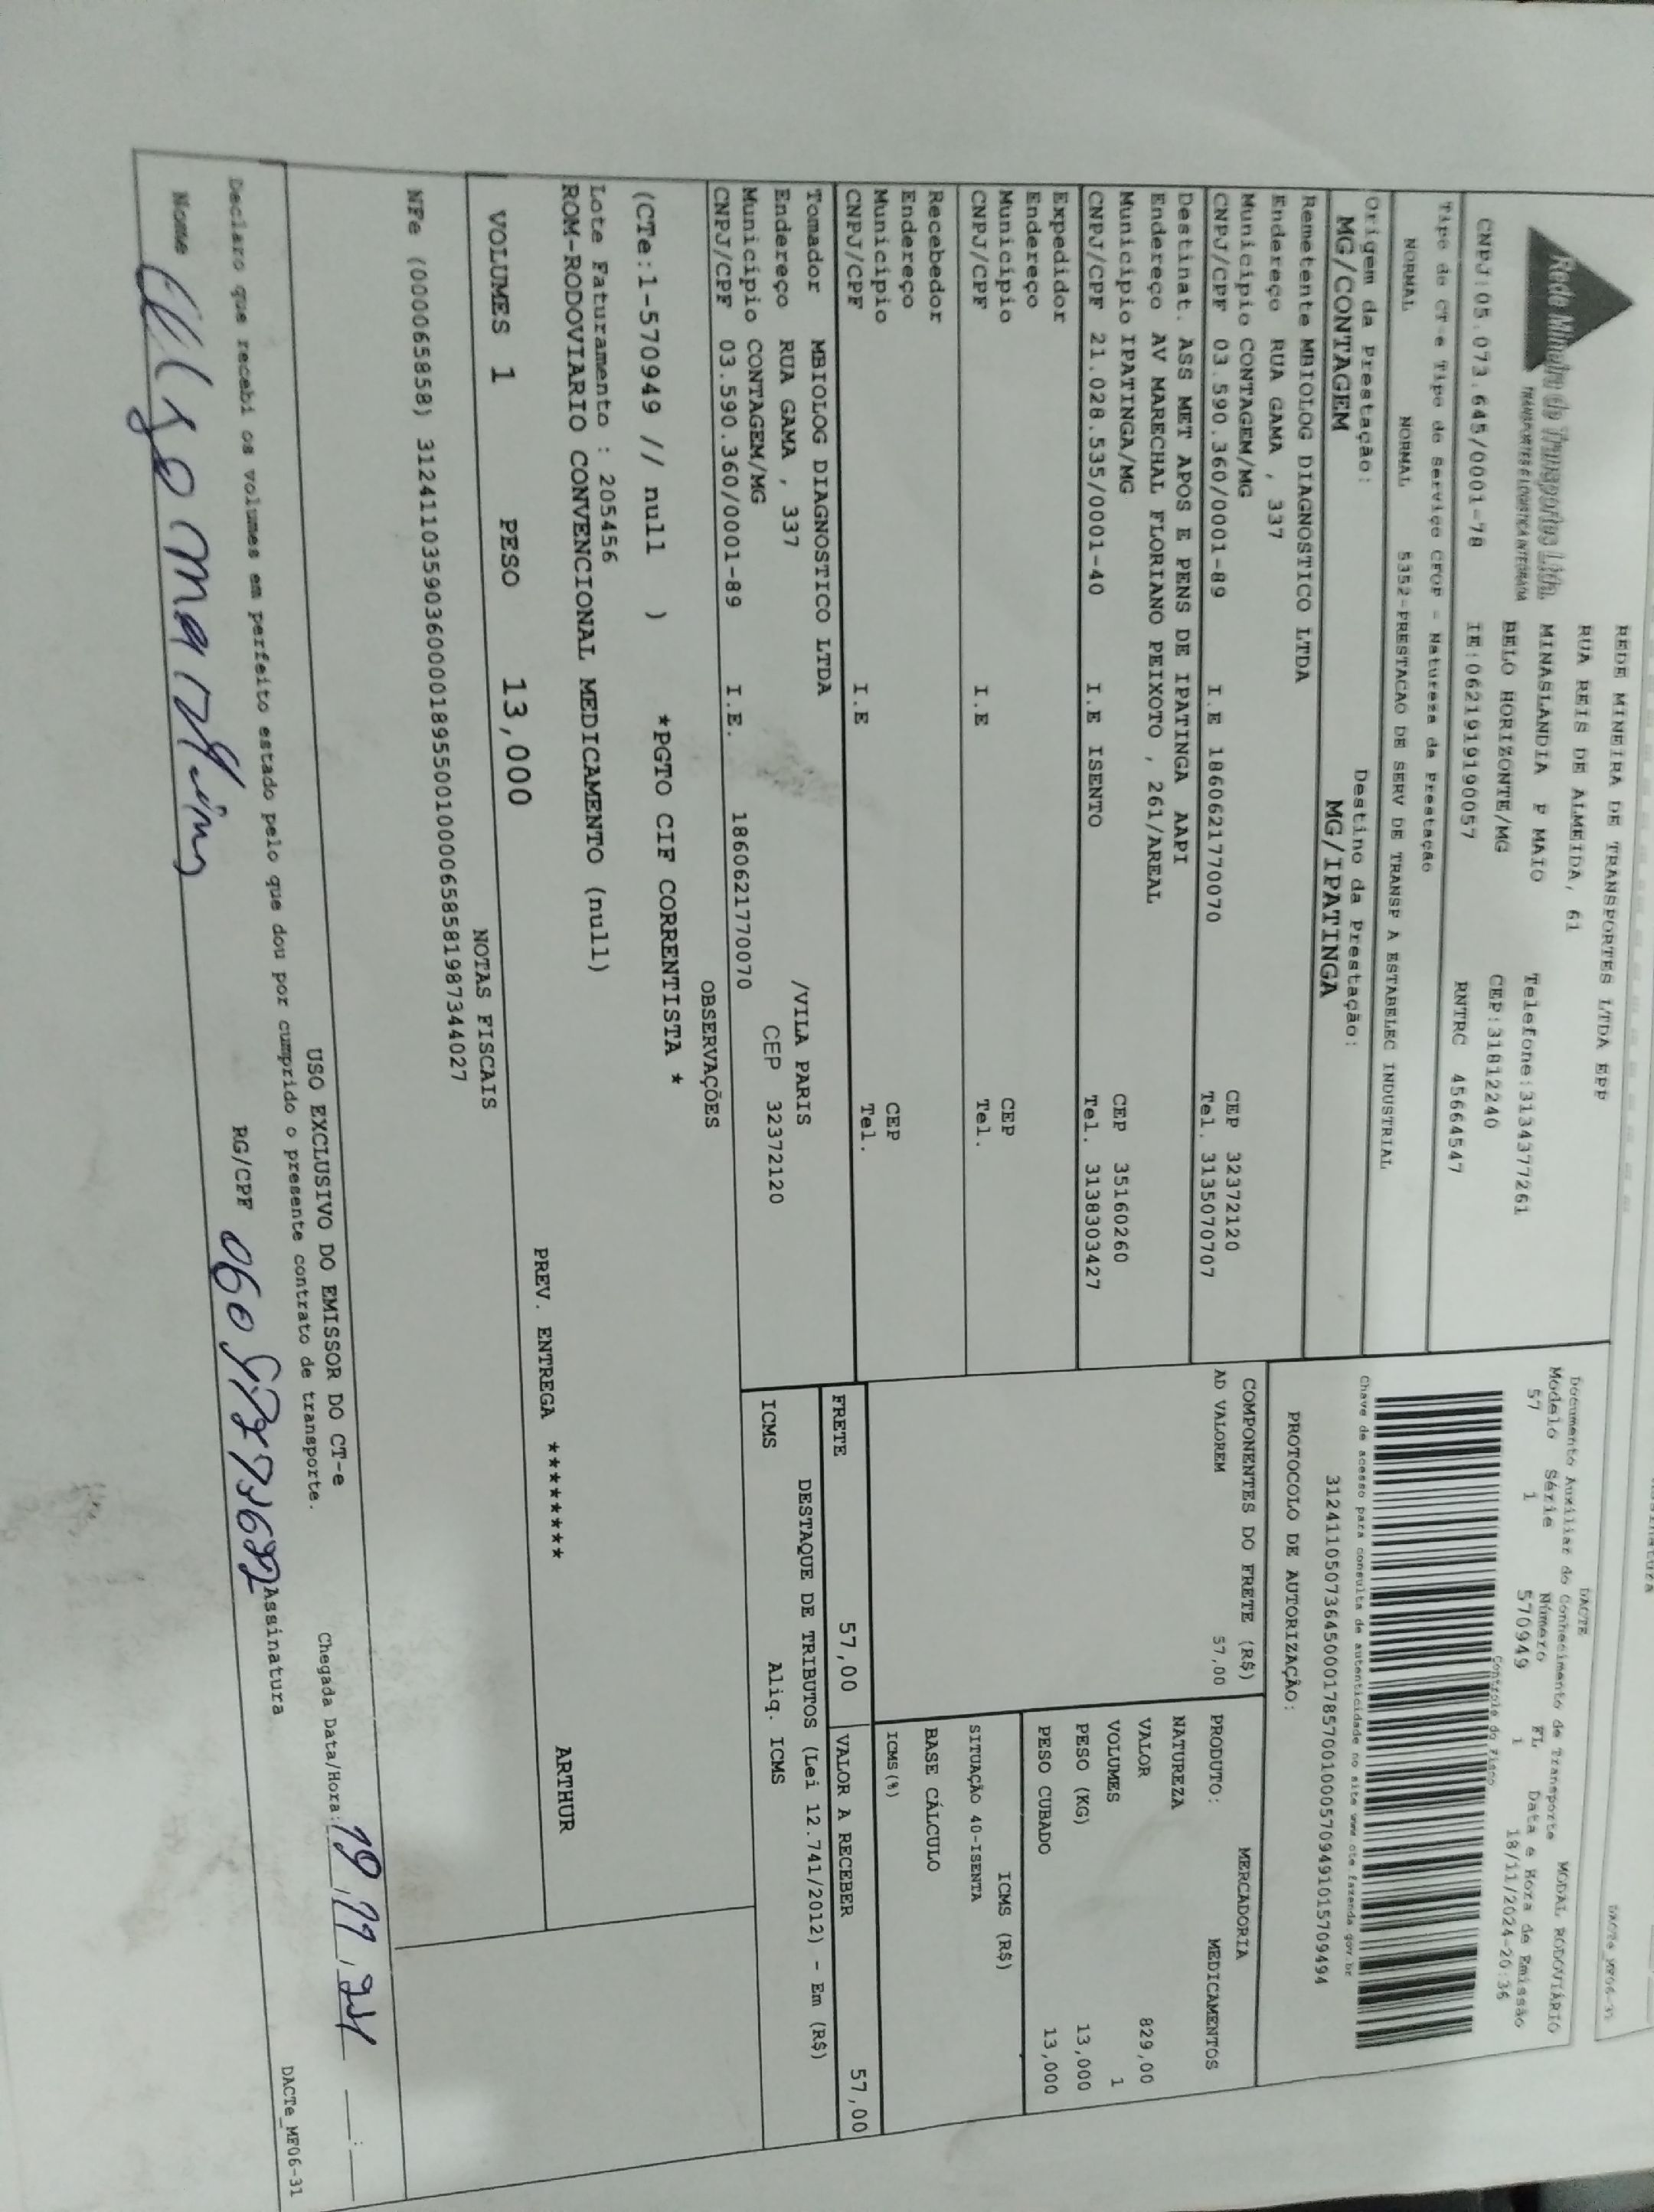 DACTe_MF06-31
REDE MINEIRA DE TRANSPORTES LTDA EPP
RUA REIS DE ALMEIDA, 61
MINASLANDIA P MAIO Telefone:3134377261
BELO HORIZONTE/MG CEP:31812240
Rede Mineira de Transportes Ltda.
TRANSPORTES E LOGÍSTICA INTEGRADA
CNPJ:05.073.645/0001-78 IE:0621919190057 RNTRC 45664547
DACTE
Documento Auxiliar do Conhecimento de Transporte MODAL RODOVIÁRIO
Modelo Série Número FL Data e Hora de Emissão
57 1 570949 1 18/11/2024-20:36
Controle do Fisco
Tipo de CT-e Tipo de Serviço CFOP - Natureza da Prestação
NORMAL NORMAL 5352-PRESTACAO DE SERV DE TRANSP A ESTABELEC INDUSTRIAL
Chave de acesso para consulta de autenticidade no site www.cte.fazenda.gov.br
31241105073645000178570010005709491015709494
Origem da Prestação: Destino da Prestação:
MG/CONTAGEM MG/IPATINGA
PROTOCOLO DE AUTORIZAÇÃO:
Remetente MBIOLOG DIAGNOSTICO LTDA
Endereço RUA GAMA , 337
Município CONTAGEM/MG CEP 32372120
CNPJ/CPF 03.590.360/0001-89 I.E 1860621770070 Tel. 3135070707
Destinat. ASS MET APOS E PENS DE IPATINGA AAPI
Endereço AV MARECHAL FLORIANO PEIXOTO , 261/AREAL
Município IPATINGA/MG CEP 35160260
CNPJ/CPF 21.028.535/0001-40 I.E ISENTO Tel. 3138303427
Expedidor
Endereço
Município CEP
CNPJ/CPF I.E Tel.
Recebedor
Endereço
Município CEP
CNPJ/CPF I.E Tel.
COMPONENTES DO FRETE (R$)
AD VALOREM 57,00
MERCADORIA
PRODUTO: MEDICAMENTOS
NATUREZA
VALOR 829,00
VOLUMES 1
PESO (KG) 13,000
PESO CUBADO 13,000
ICMS (R$)
SITUAÇÃO 40-ISENTA
BASE CÁLCULO
ICMS(%)
FRETE 57,00 VALOR A RECEBER 57,00
Tomador MBIOLOG DIAGNOSTICO LTDA
Endereço RUA GAMA , 337 /VILA PARIS
Município CONTAGEM/MG CEP 32372120
CNPJ/CPF 03.590.360/0001-89 I.E. 1860621770070
DESTAQUE DE TRIBUTOS (Lei 12.741/2012) - Em (R$)
ICMS Aliq. ICMS
OBSERVAÇÕES
(CTe:1-570949 // null ) *PGTO CIF CORRENTISTA *
Lote Faturamento : 205456
ROM-RODOVIARIO CONVENCIONAL MEDICAMENTO (null)
VOLUMES 1 PESO 13,000 PREV. ENTREGA ******** ARTHUR
NOTAS FISCAIS
NFe (000065858) 31241103590360000189550010000658581987344027
USO EXCLUSIVO DO EMISSOR DO CT-e
Declaro que recebi os volumes em perfeito estado pelo que dou por cumprido o presente contrato de transporte.
Chegada Data/Hora: 19/11/24 __:__
Nome RG/CPF Assinatura
DACTe_MF06-31